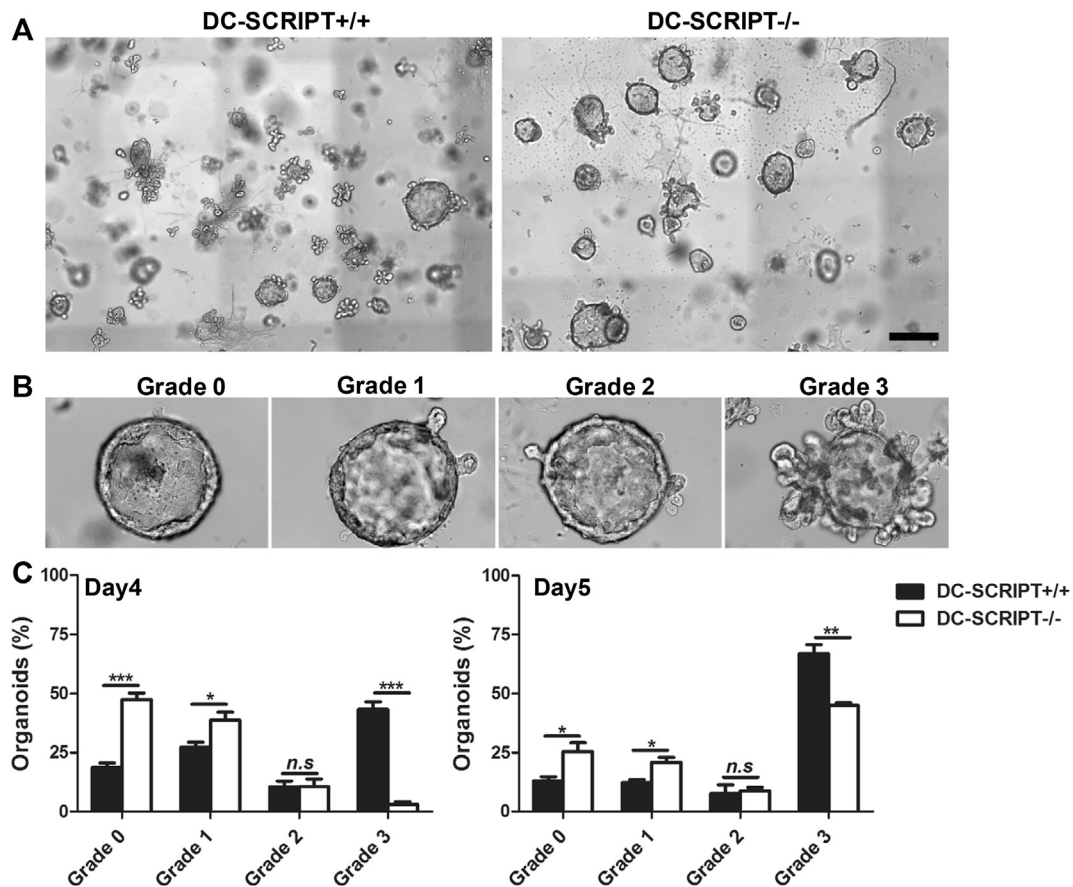 A
DC-SCRIPT+/+
DC-SCRIPT-/-
B
Grade 0
Grade 1
Grade 2
Grade 3
C
Day4
Organoids (%)
100
75
50
25
0
***
*
n.s
***
Grade 0
Grade 1
Grade 2
Grade 3
Day5
Organoids (%)
100
75
50
25
0
*
*
n.s
**
Grade 0
Grade 1
Grade 2
Grade 3
DC-SCRIPT+/+
DC-SCRIPT-/-